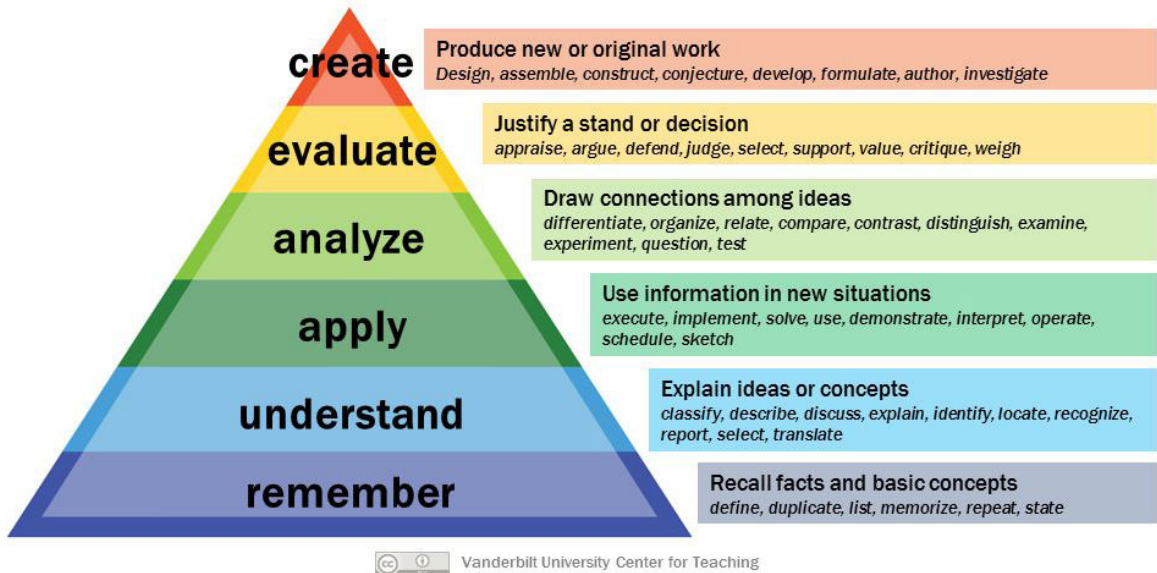 create
Produce new or original work
Design, assemble, construct, conjecture, develop, formulate, author, investigate
evaluate
Justify a stand or decision
appraise, argue, defend, judge, select, support, value, critique, weigh
analyze
Draw connections among ideas
differentiate, organize, relate, compare, contrast, distinguish, examine,
experiment, question, test
apply
Use information in new situations
execute, implement, solve, use, demonstrate, interpret, operate,
schedule, sketch
understand
Explain ideas or concepts
classify, describe, discuss, explain, identify, locate, recognize,
report, select, translate
remember
Recall facts and basic concepts
define, duplicate, list, memorize, repeat, state
cc
Vanderbilt University Center for Teaching